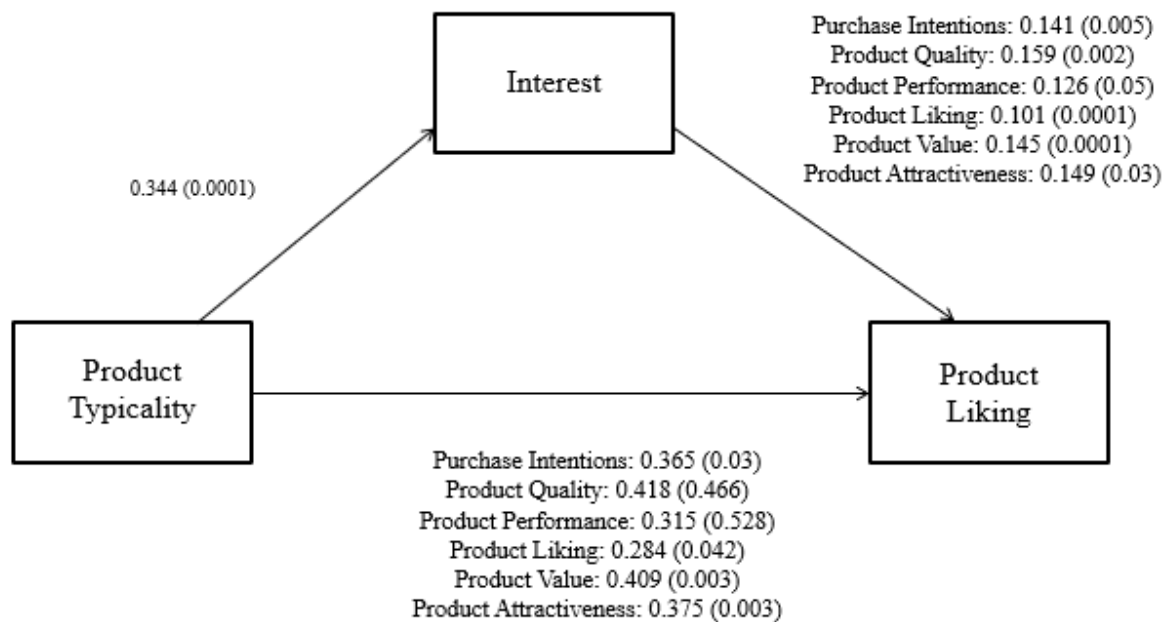 Purchase Intentions: 0.141 (0.005)
Product Quality: 0.159 (0.002)
Product Performance: 0.126 (0.05)
Product Liking: 0.101 (0.0001)
Product Value: 0.145 (0.0001)
Product Attractiveness: 0.149 (0.03)
Interest
0.344 (0.0001)
Product
Typicality
Product
Liking
Purchase Intentions: 0.365 (0.03)
Product Quality: 0.418 (0.466)
Product Performance: 0.315 (0.528)
Product Liking: 0.284 (0.042)
Product Value: 0.409 (0.003)
Product Attractiveness: 0.375 (0.003)